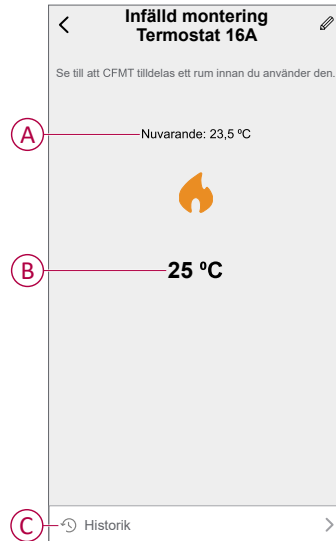 Infälld montering
Termostat 16A
Se till att CFMT tilldelas ett rum innan du använder den.
A
Nuvarande: 23,5 ºC
B
25 ºC
C
Historik